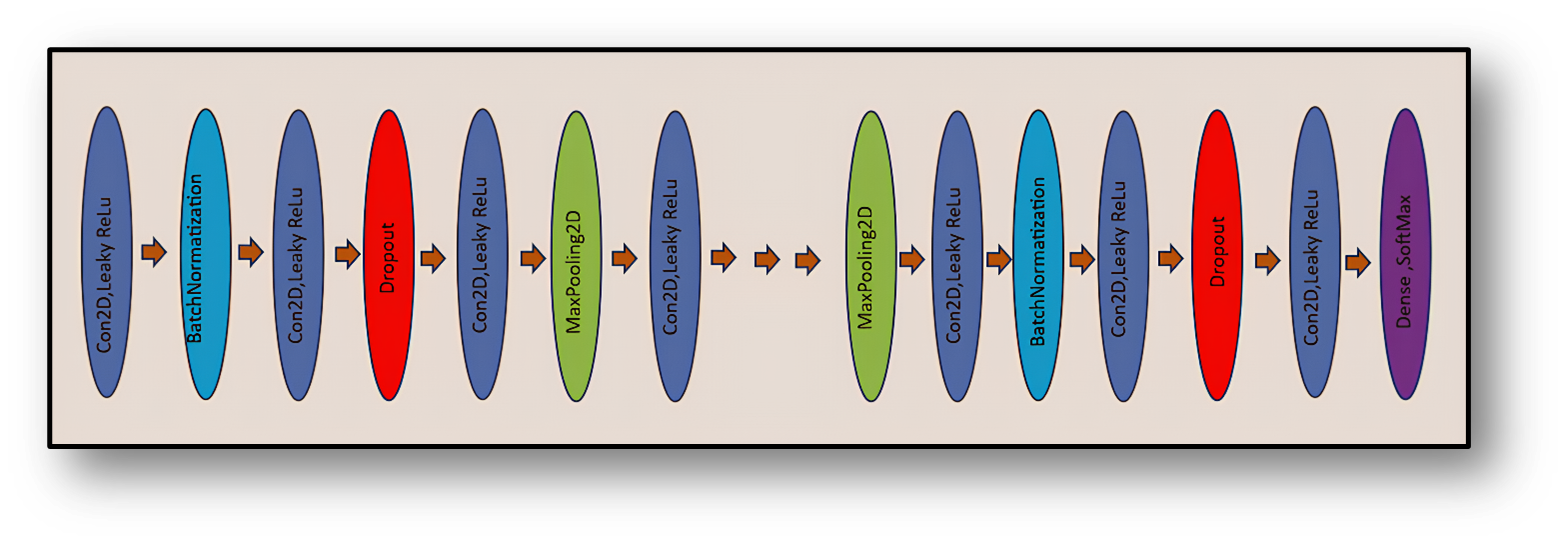 Con2D,Leaky ReLu
BatchNormatization
Con2D,Leaky ReLu
Dropout
Con2D,Leaky ReLu
MaxPooling2D
Con2D,Leaky ReLu
MaxPooling2D
Con2D,Leaky ReLu
BatchNormatization
Con2D,Leaky ReLu
Dropout
Con2D,Leaky ReLu
Dense ,SoftMax